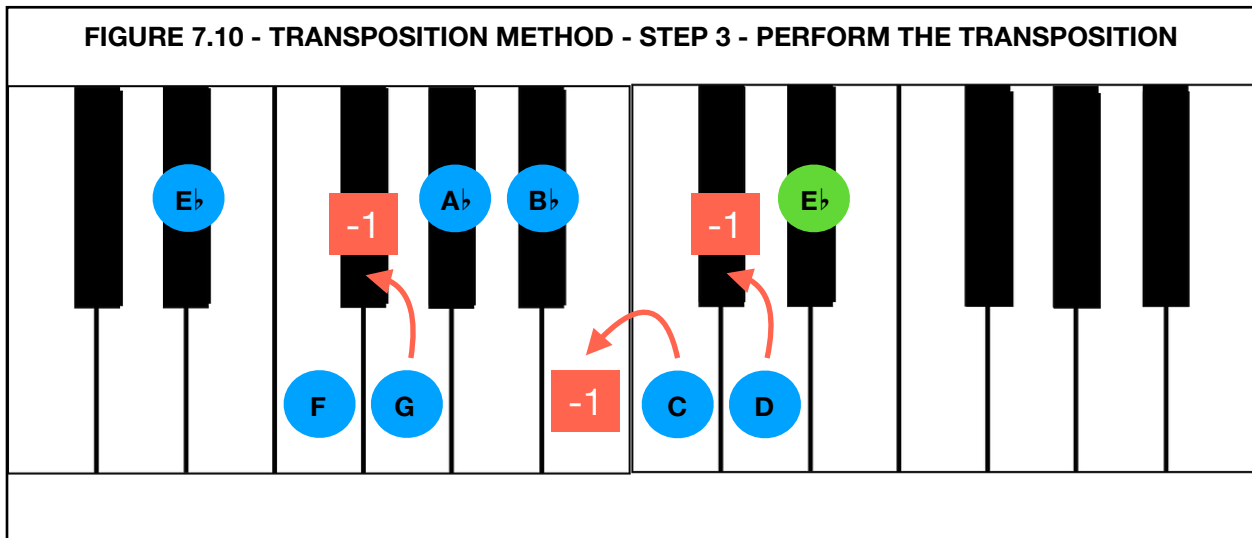 FIGURE 7.10 - TRANSPOSITION METHOD - STEP 3 - PERFORM THE TRANSPOSITION
E♭ -1 A♭ B♭ -1 E♭
F G -1 C D